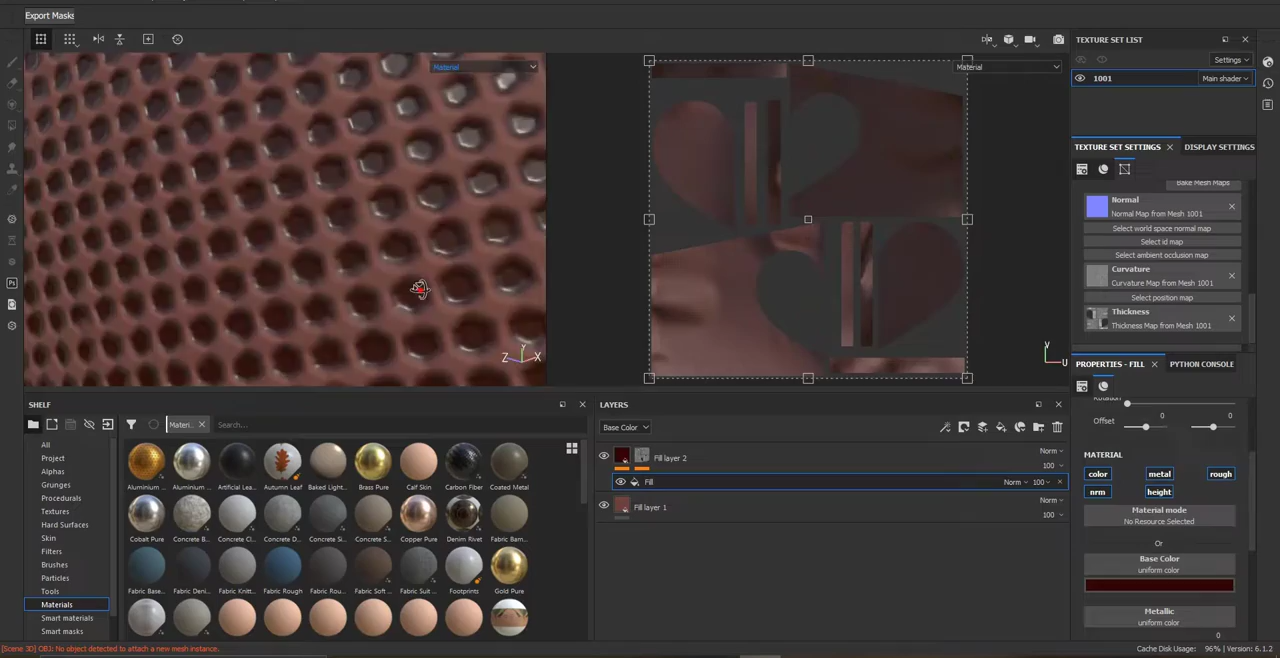 Export Masks
Material
Material
Z Y X
V
U
TEXTURE SET LIST
Settings
1001
Main shader
TEXTURE SET SETTINGS
DISPLAY SETTINGS
Bake Mesh Maps
Normal
Normal Map from Mesh 1001
Select world space normal map
Select id map
Select ambient occlusion map
Curvature
Curvature Map from Mesh 1001
Select position map
Thickness
Thickness Map from Mesh 1001
PROPERTIES - FILL
PYTHON CONSOLE
Rotation
Offset
0
0
MATERIAL
color
metal
rough
nrm
height
Material mode
No Resource Selected
Or
Base Color
uniform color
Metallic
uniform color
0
SHELF
Materi...
Search...
All
Project
Alphas
Grunges
Procedurals
Textures
Hard Surfaces
Skin
Filters
Brushes
Particles
Tools
Materials
Smart materials
Smart masks
Aluminium ...
Aluminium ...
Artificial Lea...
Autumn Leaf
Baked Light...
Brass Pure
Calf Skin
Carbon Fiber
Coated Metal
Cobalt Pure
Concrete B...
Concrete Cl...
Concrete D...
Concrete Si...
Concrete S...
Copper Pure
Denim Rivet
Fabric Bam...
Fabric Base...
Fabric Deni...
Fabric Knitt...
Fabric Rough
Fabric Rou...
Fabric Soft ...
Fabric Suit ...
Footprints
Gold Pure
LAYERS
Base Color
Fill layer 2
Norm
100
Fill
Norm
100
Fill layer 1
Norm
100
[Scene 3D] OBJ: No object detected to attach a new mesh instance.
Cache Disk Usage: 96% | Version: 6.1.2